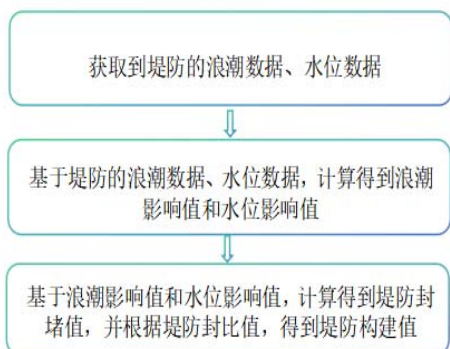 获取到堤防的浪潮数据、水位数据
基于堤防的浪潮数据、水位数据，计算得到浪潮
影响值和水位影响值
基于浪潮影响值和水位影响值，计算得到堤防封
堵值，并根据堤防封比值，得到堤防构建值